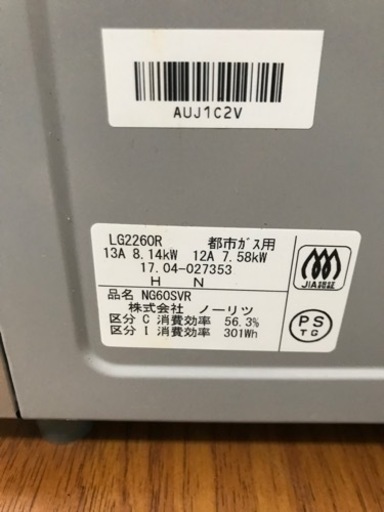 AUJ1C2V
LG2260R 都市ガス用
13A 8.14kW 12A 7.58kW
17.04-027353
H N
品名 NG60SVR
株式会社 ノーリツ
区分 C 消費効率 56.3%
区分 I 消費効率 301Wh
JIA認証
PS
TG